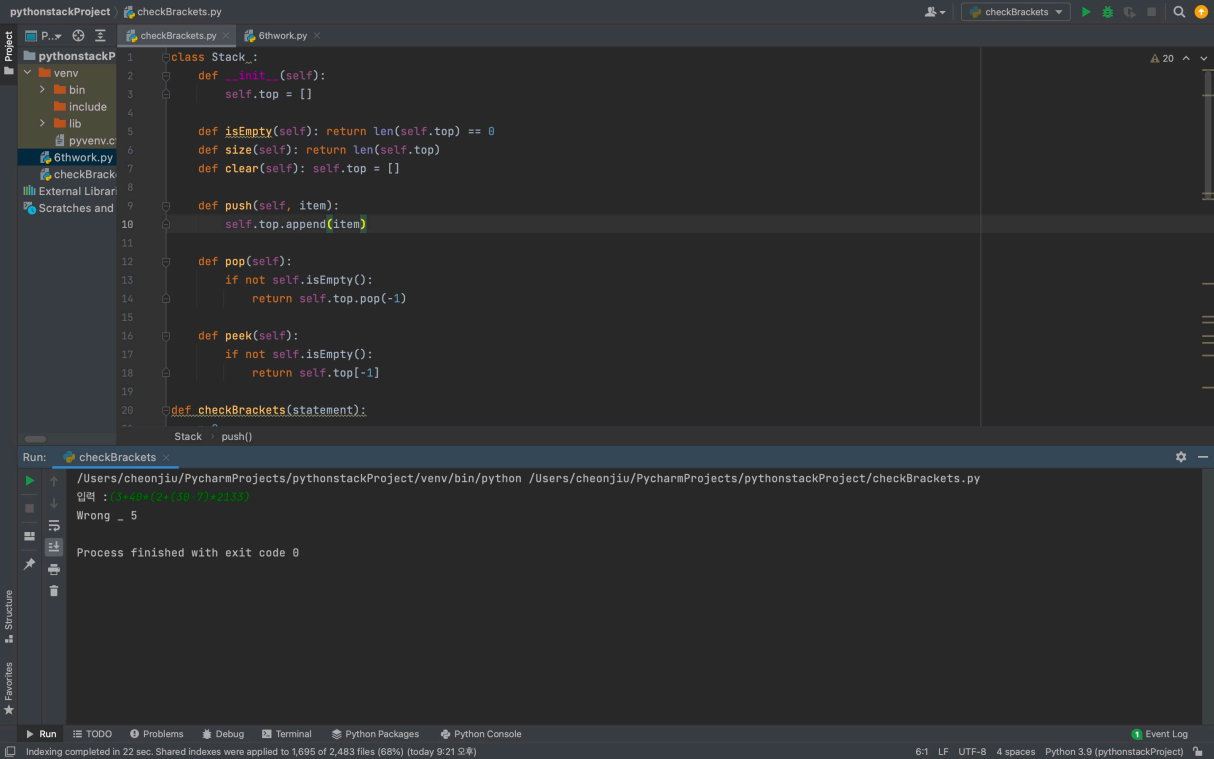 pythonstackProject checkBrackets.py
checkBrackets
Project
P..
checkBrackets.py
6thwork.py
pythonstackP
venv
bin
include
lib
pyvenv.cf
6thwork.py
checkBrack
External Librari
Scratches and
1 class Stack_:
2 def __init__(self):
3 self.top = []
4
5 def isEmpty(self): return len(self.top) == 0
6 def size(self): return len(self.top)
7 def clear(self): self.top = []
8
9 def push(self, item):
10 self.top.append(item)
11
12 def pop(self):
13 if not self.isEmpty():
14 return self.top.pop(-1)
15
16 def peek(self):
17 if not self.isEmpty():
18 return self.top[-1]
19
20 def checkBrackets(statement):
20
Stack push()
Run: checkBrackets
/Users/cheonjiu/PycharmProjects/pythonstackProject/venv/bin/python /Users/cheonjiu/PycharmProjects/pythonstackProject/checkBrackets.py
입력 :(3+40*(2+(30-7)*2133)
Wrong _ 5
Process finished with exit code 0
Structure
Favorites
Run TODO Problems Debug Terminal Python Packages Python Console
1 Event Log
Indexing completed in 22 sec. Shared indexes were applied to 1,695 of 2,483 files (68%) (today 9:21 오후)
6:1 LF UTF-8 4 spaces Python 3.9 (pythonstackProject)